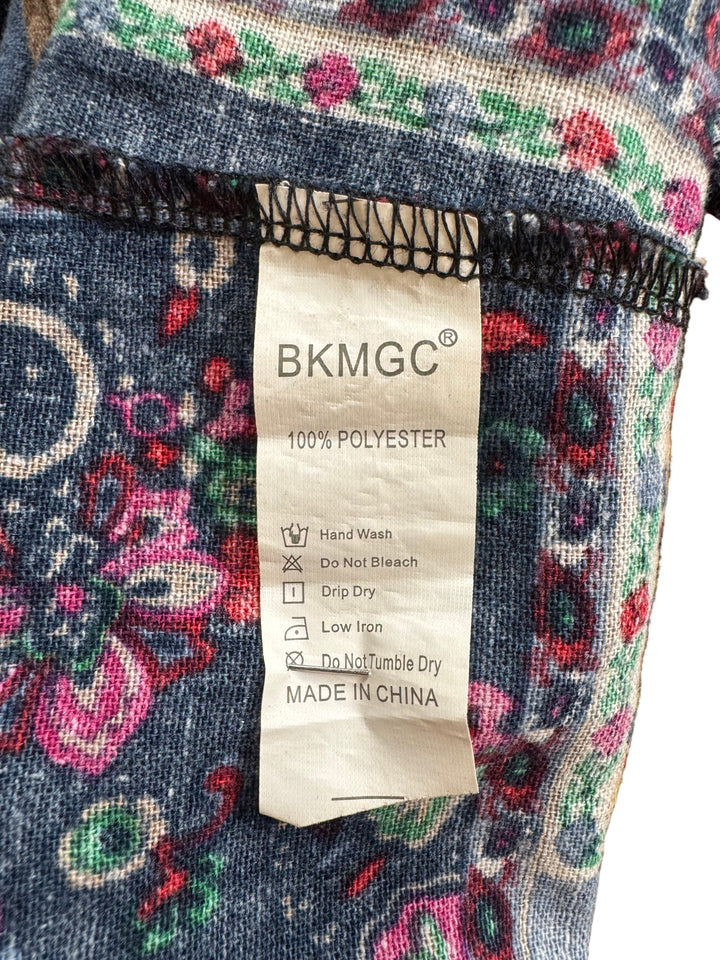 BKMGC®
100% POLYESTER
Hand Wash
Do Not Bleach
Drip Dry
Low Iron
Do Not Tumble Dry
MADE IN CHINA